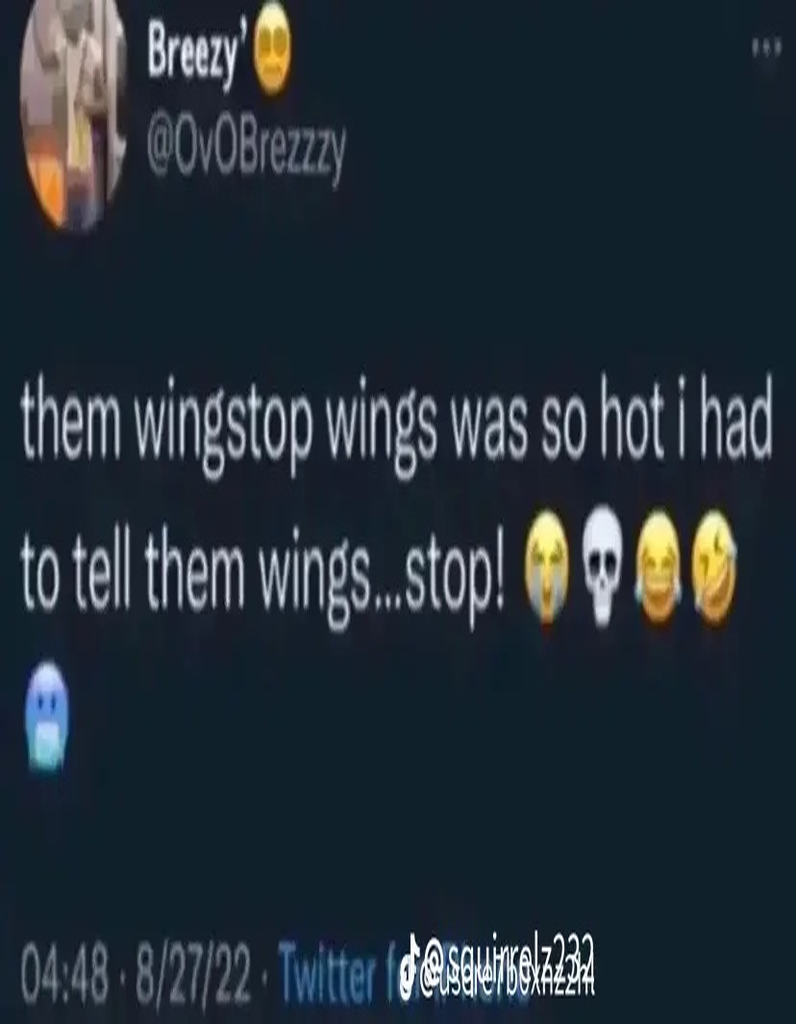 Breezy'😑
@OvOBrezzzy
them wingstop wings was so hot i had
to tell them wings...stop! 😭💀😂🤣
🥶
04:48 · 8/27/22 · Twitter
@squirrelz232